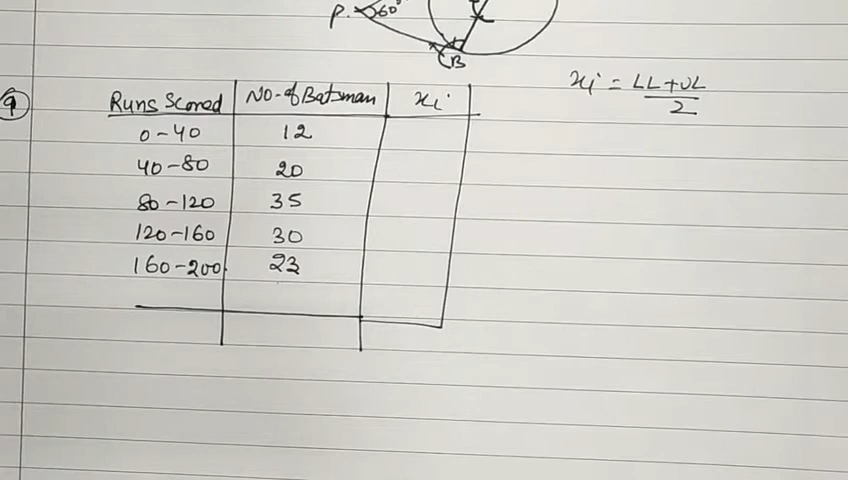 P. 60°
B
9
Runs Scored No-of Batsman xi
0-40 12
40-80 20
80-120 35
120-160 30
160-200 23
xi = LL+UL
2